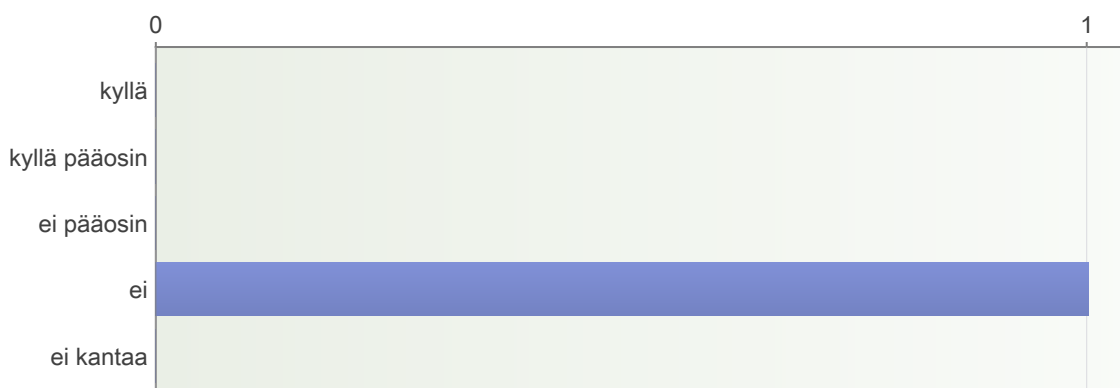 0 1
kyllä
kyllä pääosin
ei pääosin
ei
ei kantaa